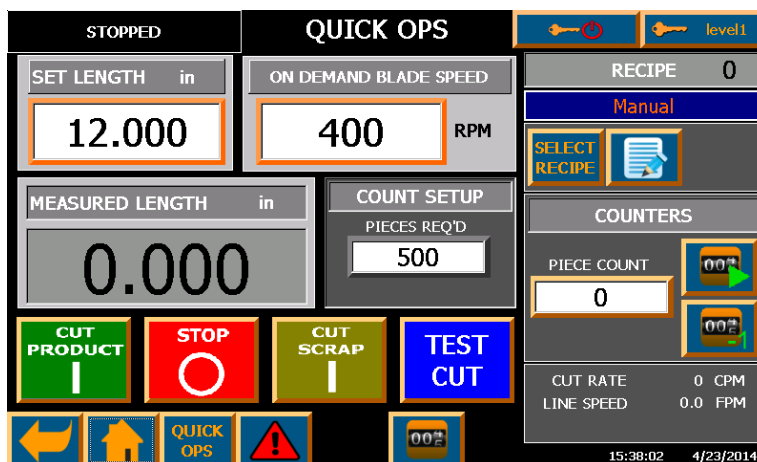 STOPPED
QUICK OPS
level1
SET LENGTH in
12.000
ON DEMAND BLADE SPEED
400 RPM
RECIPE 0
Manual
SELECT
RECIPE
MEASURED LENGTH in
0.000
COUNT SETUP
PIECES REQ'D
500
COUNTERS
PIECE COUNT
0
CUT
PRODUCT
STOP
CUT
SCRAP
TEST
CUT
CUT RATE 0 CPM
LINE SPEED 0.0 FPM
QUICK
OPS
15:38:02 4/23/2014